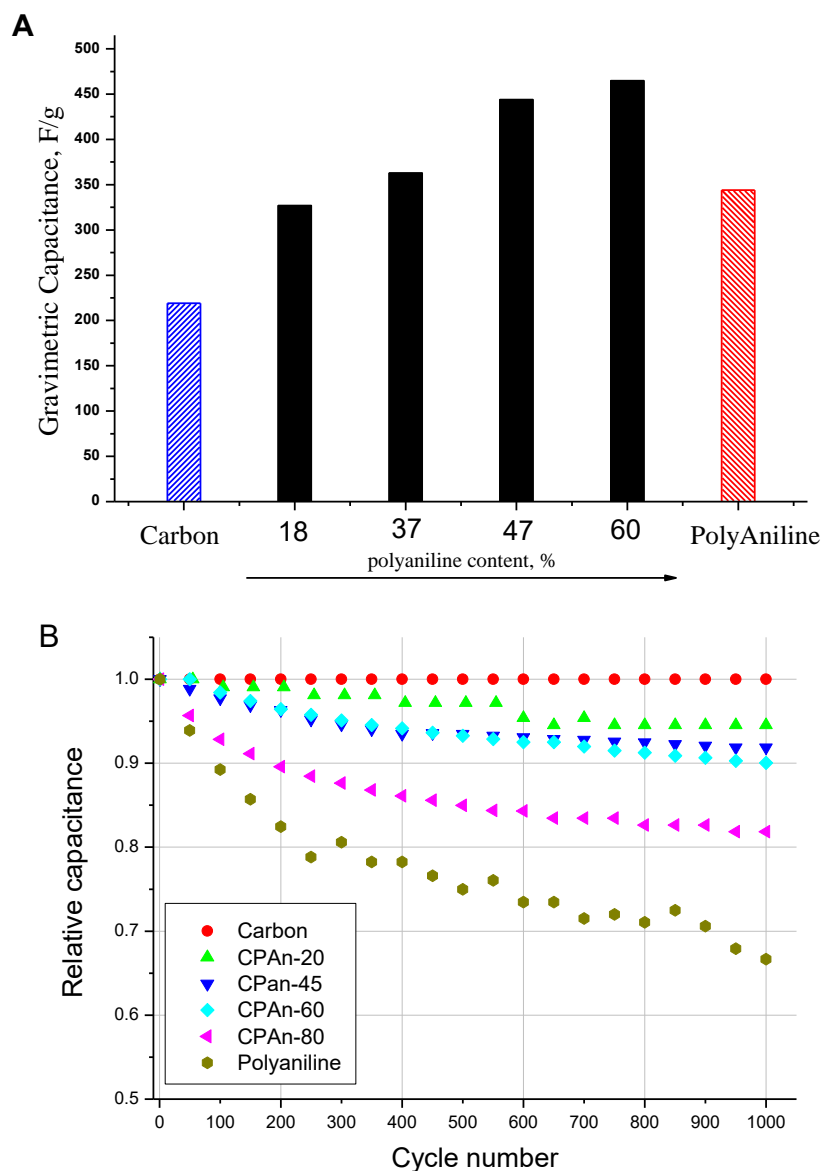 A
Gravimetric Capacitance, F/g
500
450
400
350
300
250
200
150
100
50
0
Carbon 18 37 47 60 PolyAniline
polyaniline content, %
B
Relative capacitance
1.0
0.9
0.8
0.7
0.6
0.5
Carbon
CPAn-20
CPan-45
CPAn-60
CPAn-80
Polyaniline
0 100 200 300 400 500 600 700 800 900 1000
Cycle number